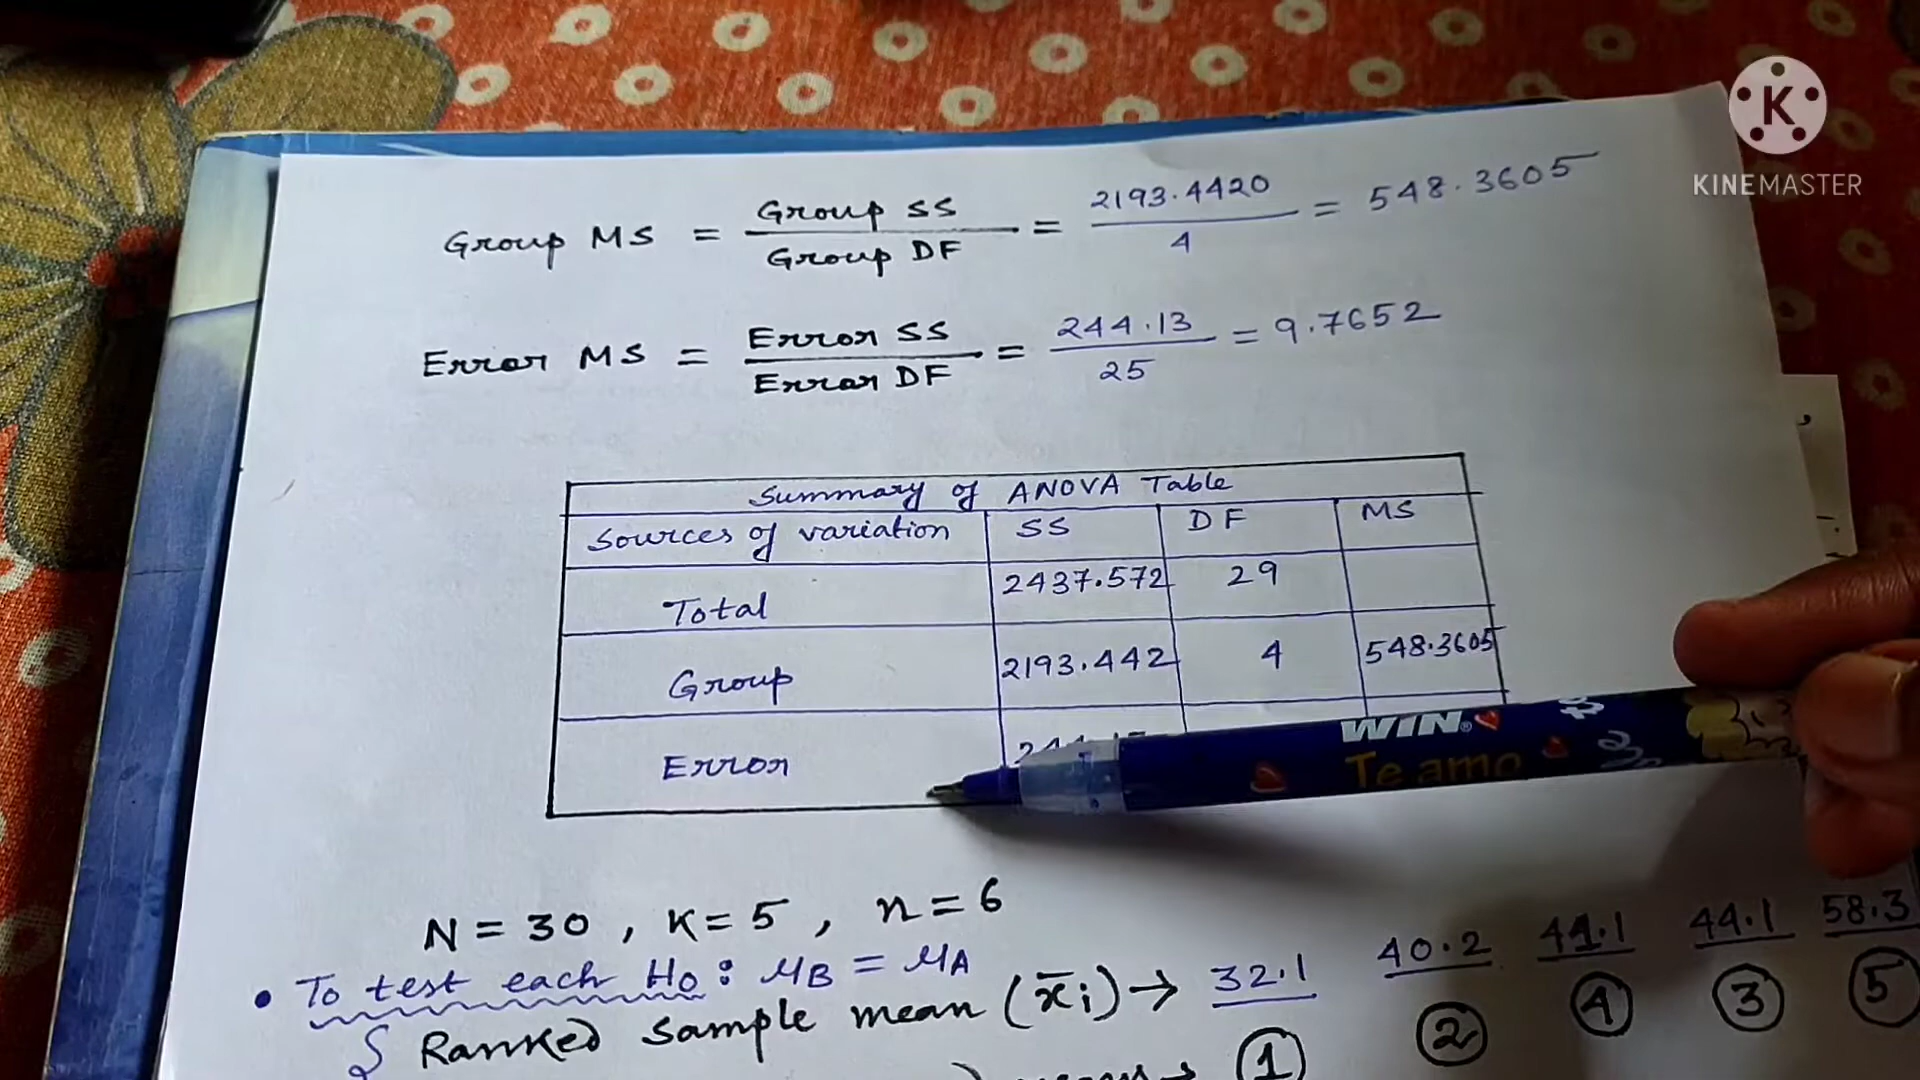 K
KINEMASTER
Group MS = Group SS / Group DF = 2193.4420 / 4 = 548.3605
Error MS = Error SS / Error DF = 244.13 / 25 = 9.7652
Summary of ANOVA Table
Sources of variation SS DF MS
Total 2437.572 29
Group 2193.442 4 548.3605
Error
WIN
Te amo
N = 30, K = 5, n = 6
• To test each H0: μB = μA
Ranked sample mean (x̄i) → 32.1 40.2 44.1 44.1 58.3
1 2 4 3 5